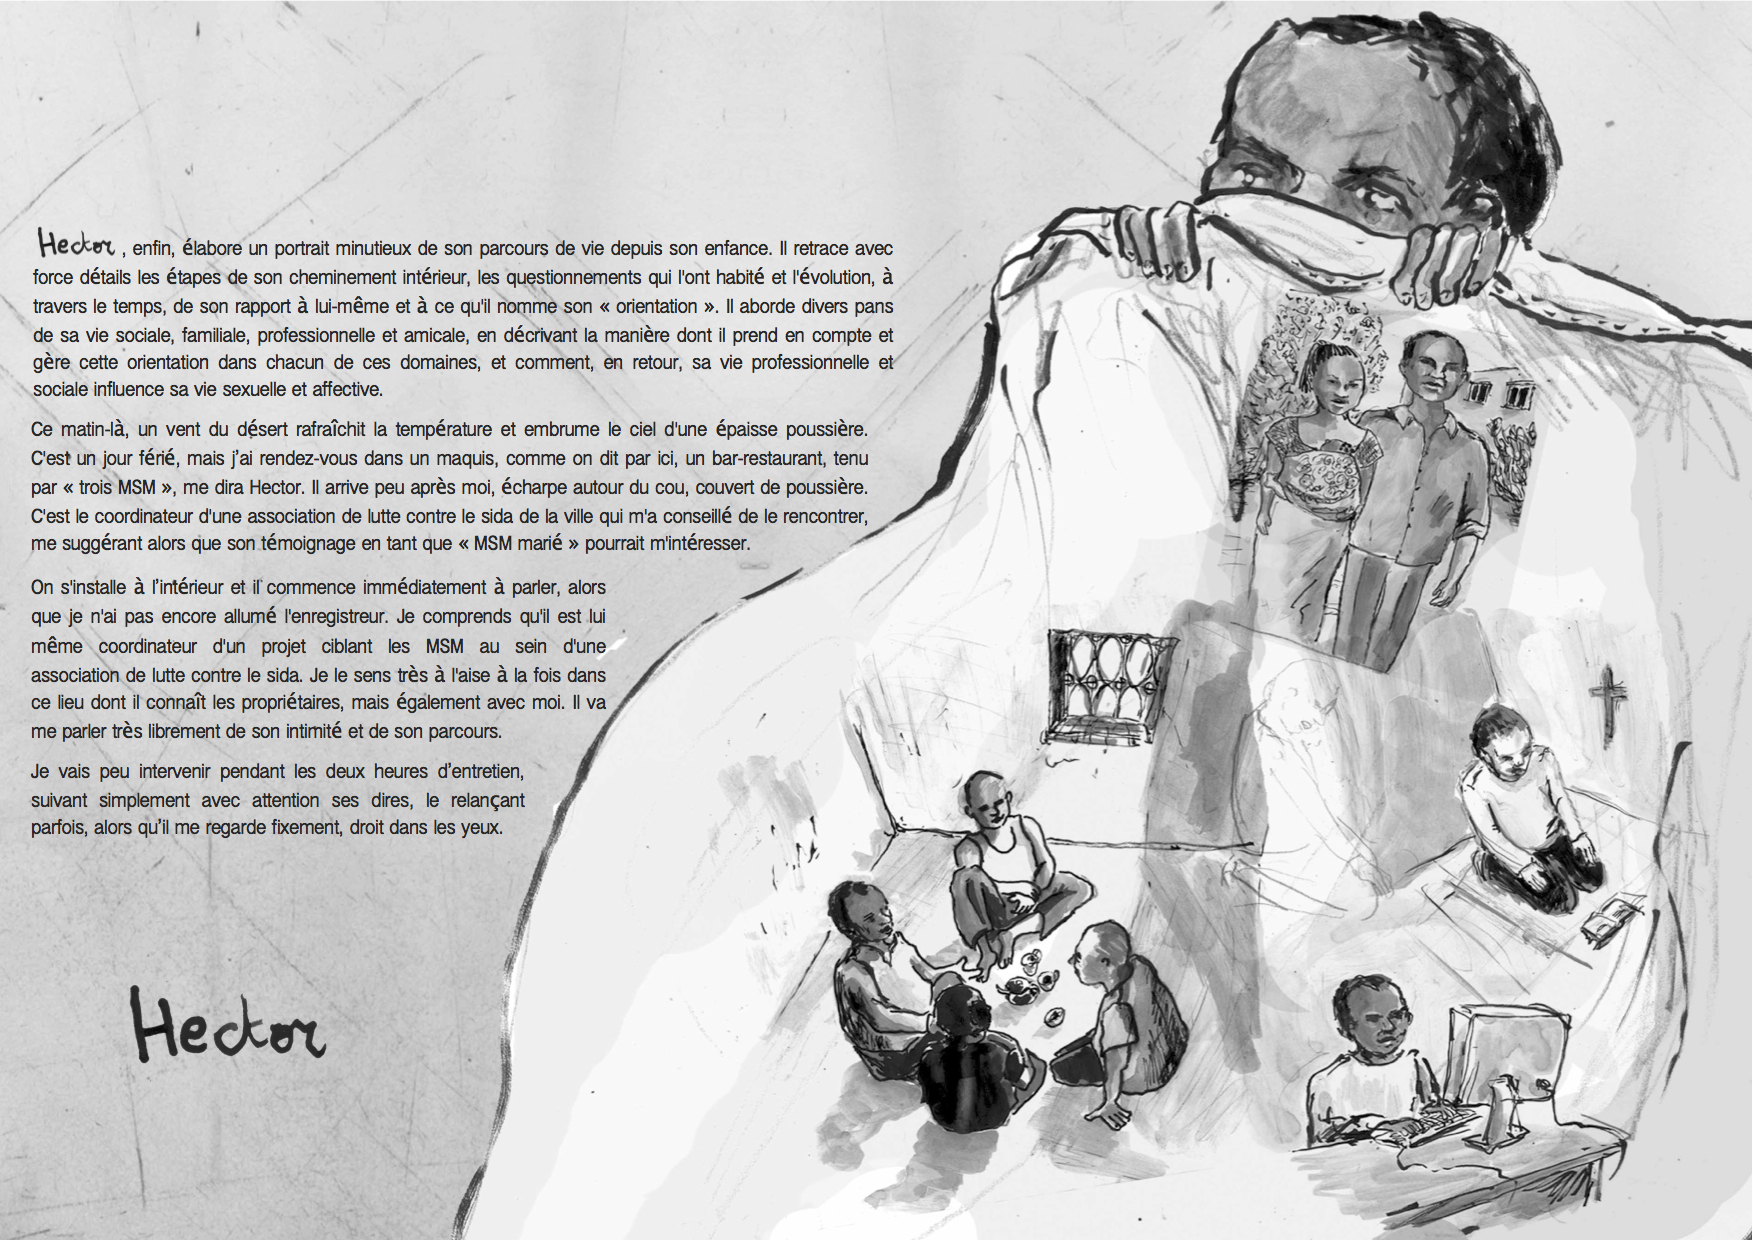 Hector , enfin, élabore un portrait minutieux de son parcours de vie depuis son enfance. Il retrace avec
force détails les étapes de son cheminement intérieur, les questionnements qui l'ont habité et l'évolution, à
travers le temps, de son rapport à lui-même et à ce qu'il nomme son « orientation ». Il aborde divers pans
de sa vie sociale, familiale, professionnelle et amicale, en décrivant la manière dont il prend en compte et
gère cette orientation dans chacun de ces domaines, et comment, en retour, sa vie professionnelle et
sociale influence sa vie sexuelle et affective.
Ce matin-là, un vent du désert rafraîchit la température et embrume le ciel d'une épaisse poussière.
C'est un jour férié, mais j’ai rendez-vous dans un maquis, comme on dit par ici, un bar-restaurant, tenu
par « trois MSM », me dira Hector. Il arrive peu après moi, écharpe autour du cou, couvert de poussière.
C'est le coordinateur d'une association de lutte contre le sida de la ville qui m'a conseillé de le rencontrer,
me suggérant alors que son témoignage en tant que « MSM marié » pourrait m'intéresser.
On s'installe à l’intérieur et il commence immédiatement à parler, alors
que je n'ai pas encore allumé l'enregistreur. Je comprends qu'il est lui
même coordinateur d'un projet ciblant les MSM au sein d'une
association de lutte contre le sida. Je le sens très à l'aise à la fois dans
ce lieu dont il connaît les propriétaires, mais également avec moi. Il va
me parler très librement de son intimité et de son parcours.
Je vais peu intervenir pendant les deux heures d’entretien,
suivant simplement avec attention ses dires, le relançant
parfois, alors qu’il me regarde fixement, droit dans les yeux.
Hector